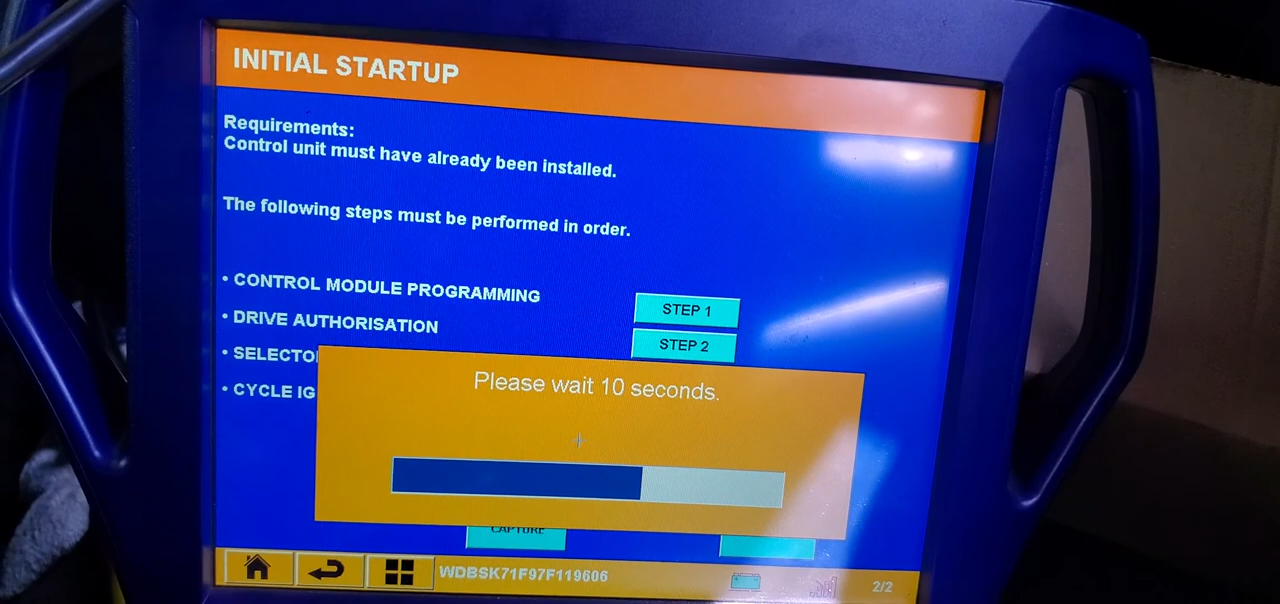 INITIAL STARTUP
Requirements:
Control unit must have already been installed.
The following steps must be performed in order.
• CONTROL MODULE PROGRAMMING
STEP 1
• DRIVE AUTHORISATION
STEP 2
• SELECTO
• CYCLE IG
Please wait 10 seconds.
CAPTURE
WDBSK71F97F119606
2/2